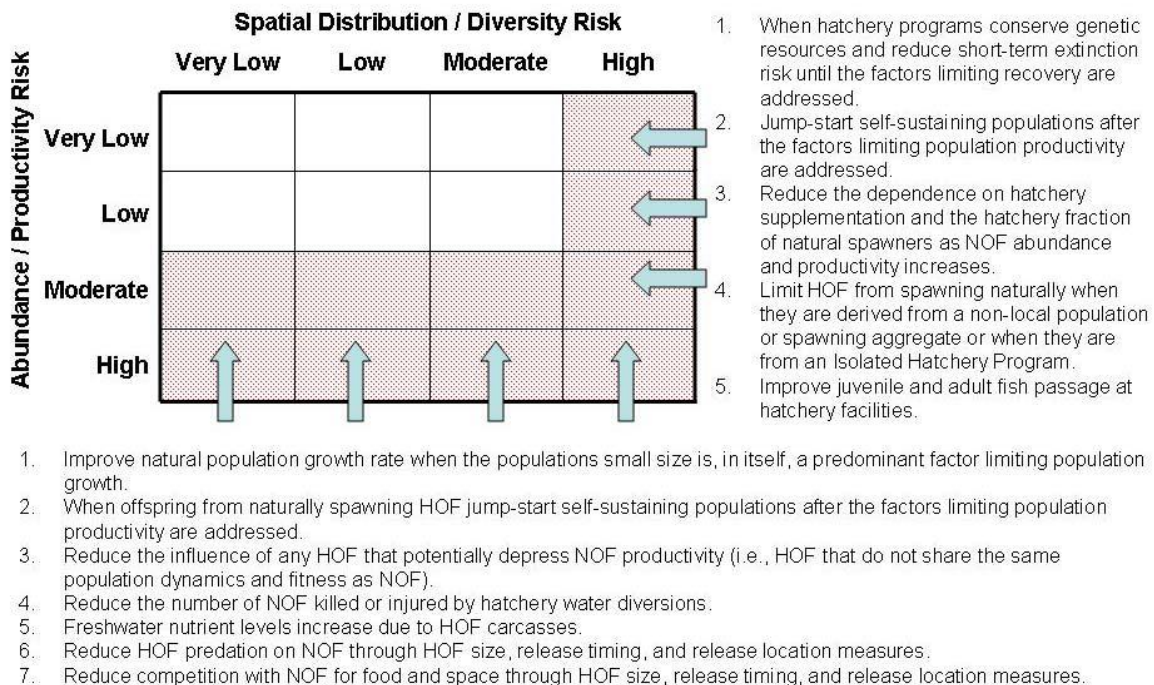 Spatial Distribution / Diversity Risk
Very Low Low Moderate High
Abundance / Productivity Risk
Very Low
Low
Moderate
High
1. When hatchery programs conserve genetic
resources and reduce short-term extinction
risk until the factors limiting recovery are
addressed.
2. Jump-start self-sustaining populations after
the factors limiting population productivity
are addressed.
3. Reduce the dependence on hatchery
supplementation and the hatchery fraction
of natural spawners as NOF abundance
and productivity increases.
4. Limit HOF from spawning naturally when
they are derived from a non-local population
or spawning aggregate or when they are
from an Isolated Hatchery Program.
5. Improve juvenile and adult fish passage at
hatchery facilities.
1. Improve natural population growth rate when the populations small size is, in itself, a predominant factor limiting population
growth.
2. When offspring from naturally spawning HOF jump-start self-sustaining populations after the factors limiting population
productivity are addressed.
3. Reduce the influence of any HOF that potentially depress NOF productivity (i.e., HOF that do not share the same
population dynamics and fitness as NOF).
4. Reduce the number of NOF killed or injured by hatchery water diversions.
5. Freshwater nutrient levels increase due to HOF carcasses.
6. Reduce HOF predation on NOF through HOF size, release timing, and release location measures.
7. Reduce competition with NOF for food and space through HOF size, release timing, and release location measures.